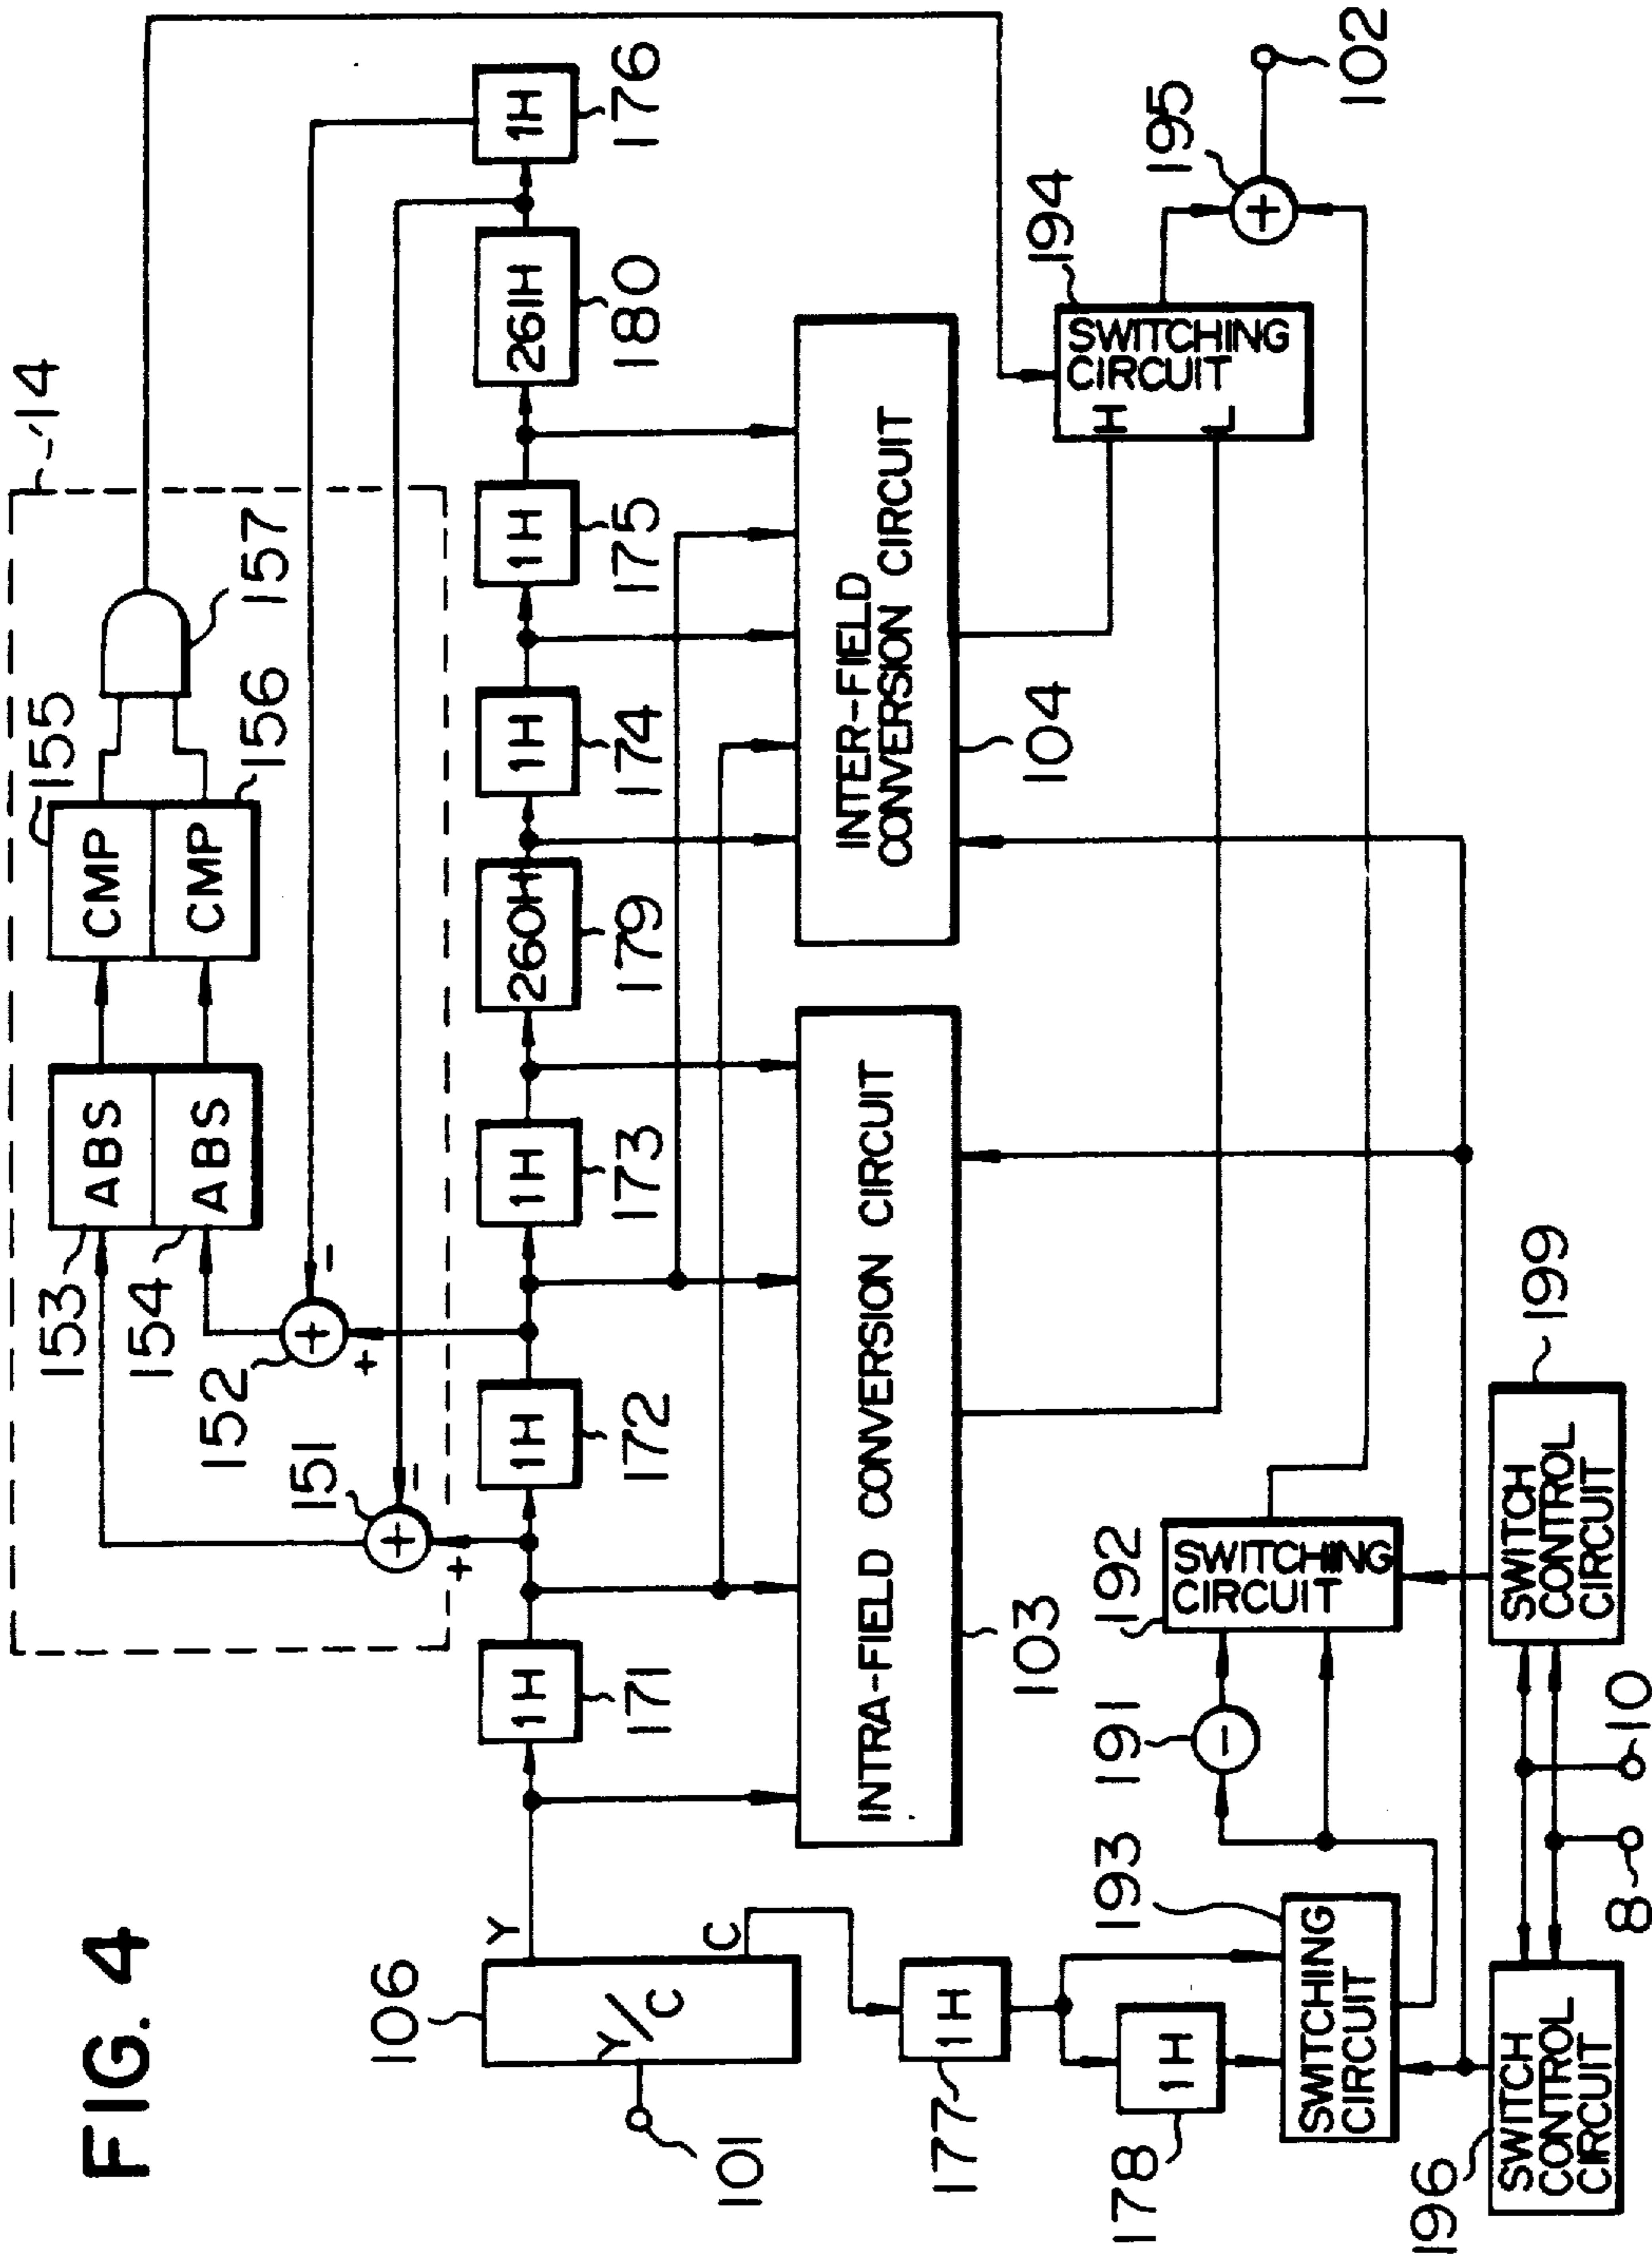 FIG. 4
14
153
ABS
155
CMP
154
ABS
156
CMP
157
152
+
+
-
151
+
+
-
106
Y/C
Y
C
101
1H
171
1H
172
1H
173
260H
179
1H
174
1H
175
261H
180
1H
176
INTRA-FIELD CONVERSION CIRCUIT
103
INTER-FIELD
CONVERSION CIRCUIT
104
194
SWITCHING
CIRCUIT
H
L
195
+
102
177
1H
178
1H
193
SWITCHING
CIRCUIT
191
-
192
SWITCHING
CIRCUIT
196
SWITCH
CONTROL
CIRCUIT
8
10
199
SWITCH
CONTROL
CIRCUIT